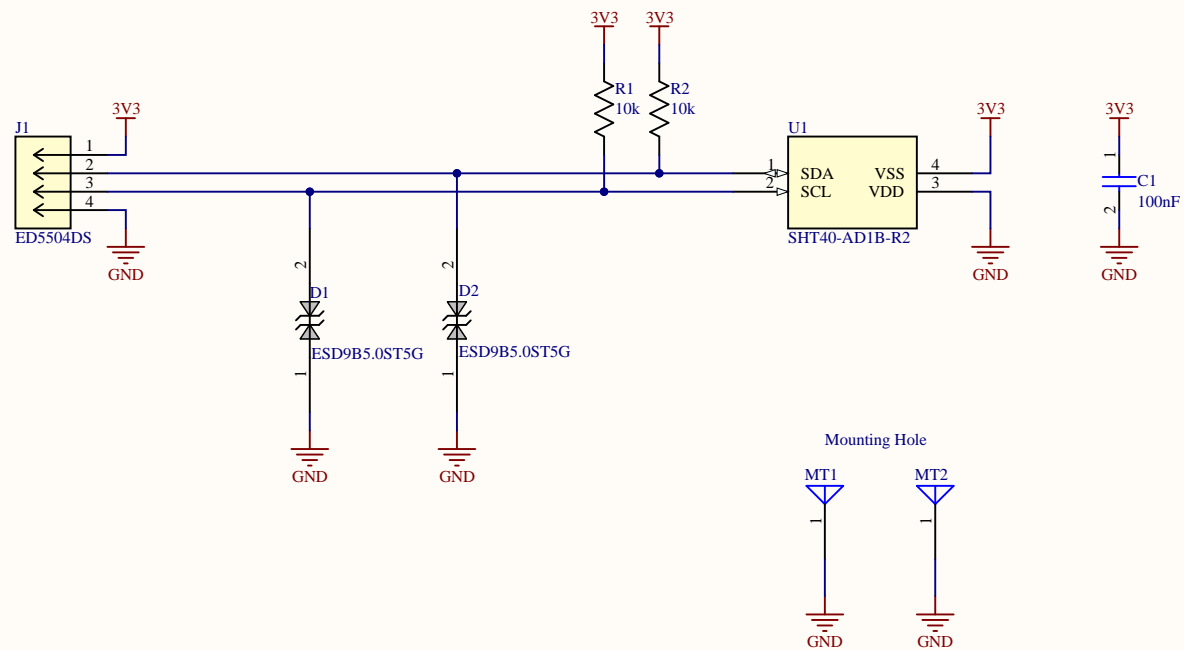 3V3
3V3
R1
10k
R2
10k
3V3
J1
1
2
3
4
ED5504DS
GND
U1
1
SDA
2
SCL
VSS
4
VDD
3
SHT40-AD1B-R2
3V3
GND
3V3
1
C1
100nF
2
GND
2
D1
ESD9B5.0ST5G
1
GND
2
D2
ESD9B5.0ST5G
1
GND
Mounting Hole
MT1
1
GND
MT2
1
GND